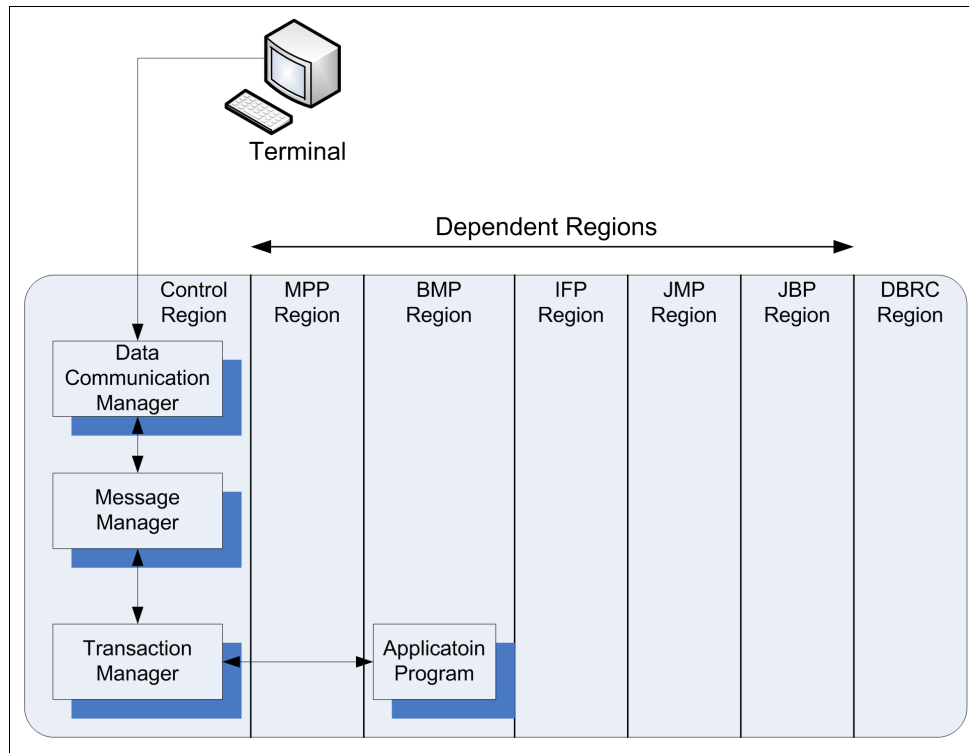 Terminal
Dependent Regions
Control
Region
MPP
Region
BMP
Region
IFP
Region
JMP
Region
JBP
Region
DBRC
Region
Data
Communication
Manager
Message
Manager
Transaction
Manager
Applicatoin
Program